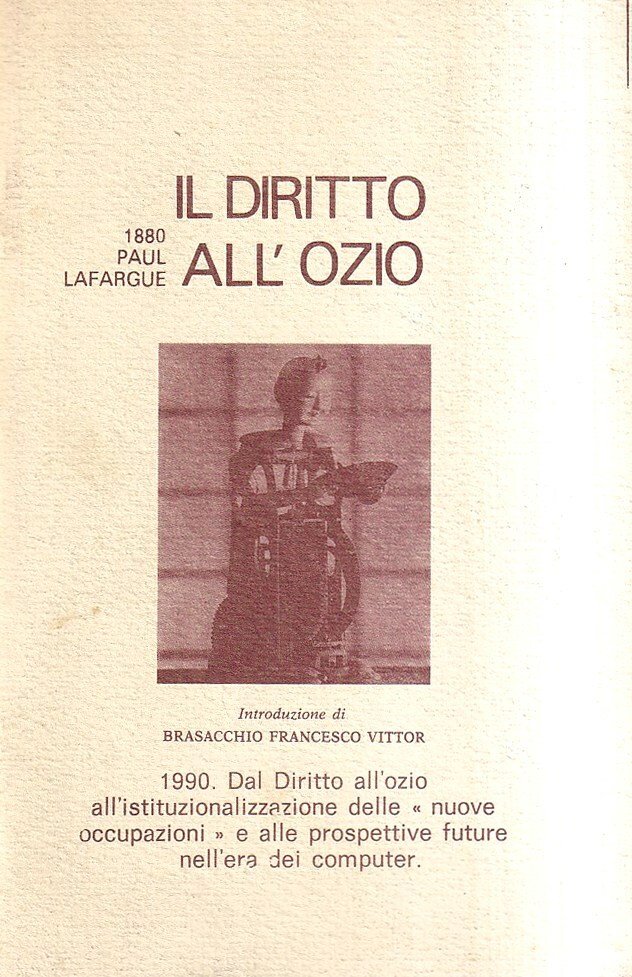 IL DIRITTO
1880
PAUL
LAFARGUE
ALL' OZIO
Introduzione di
BRASACCHIO FRANCESCO VITTOR
1990. Dal Diritto all'ozio
all'istituzionalizzazione delle « nuove
occupazioni » e alle prospettive future
nell'era dei computer.